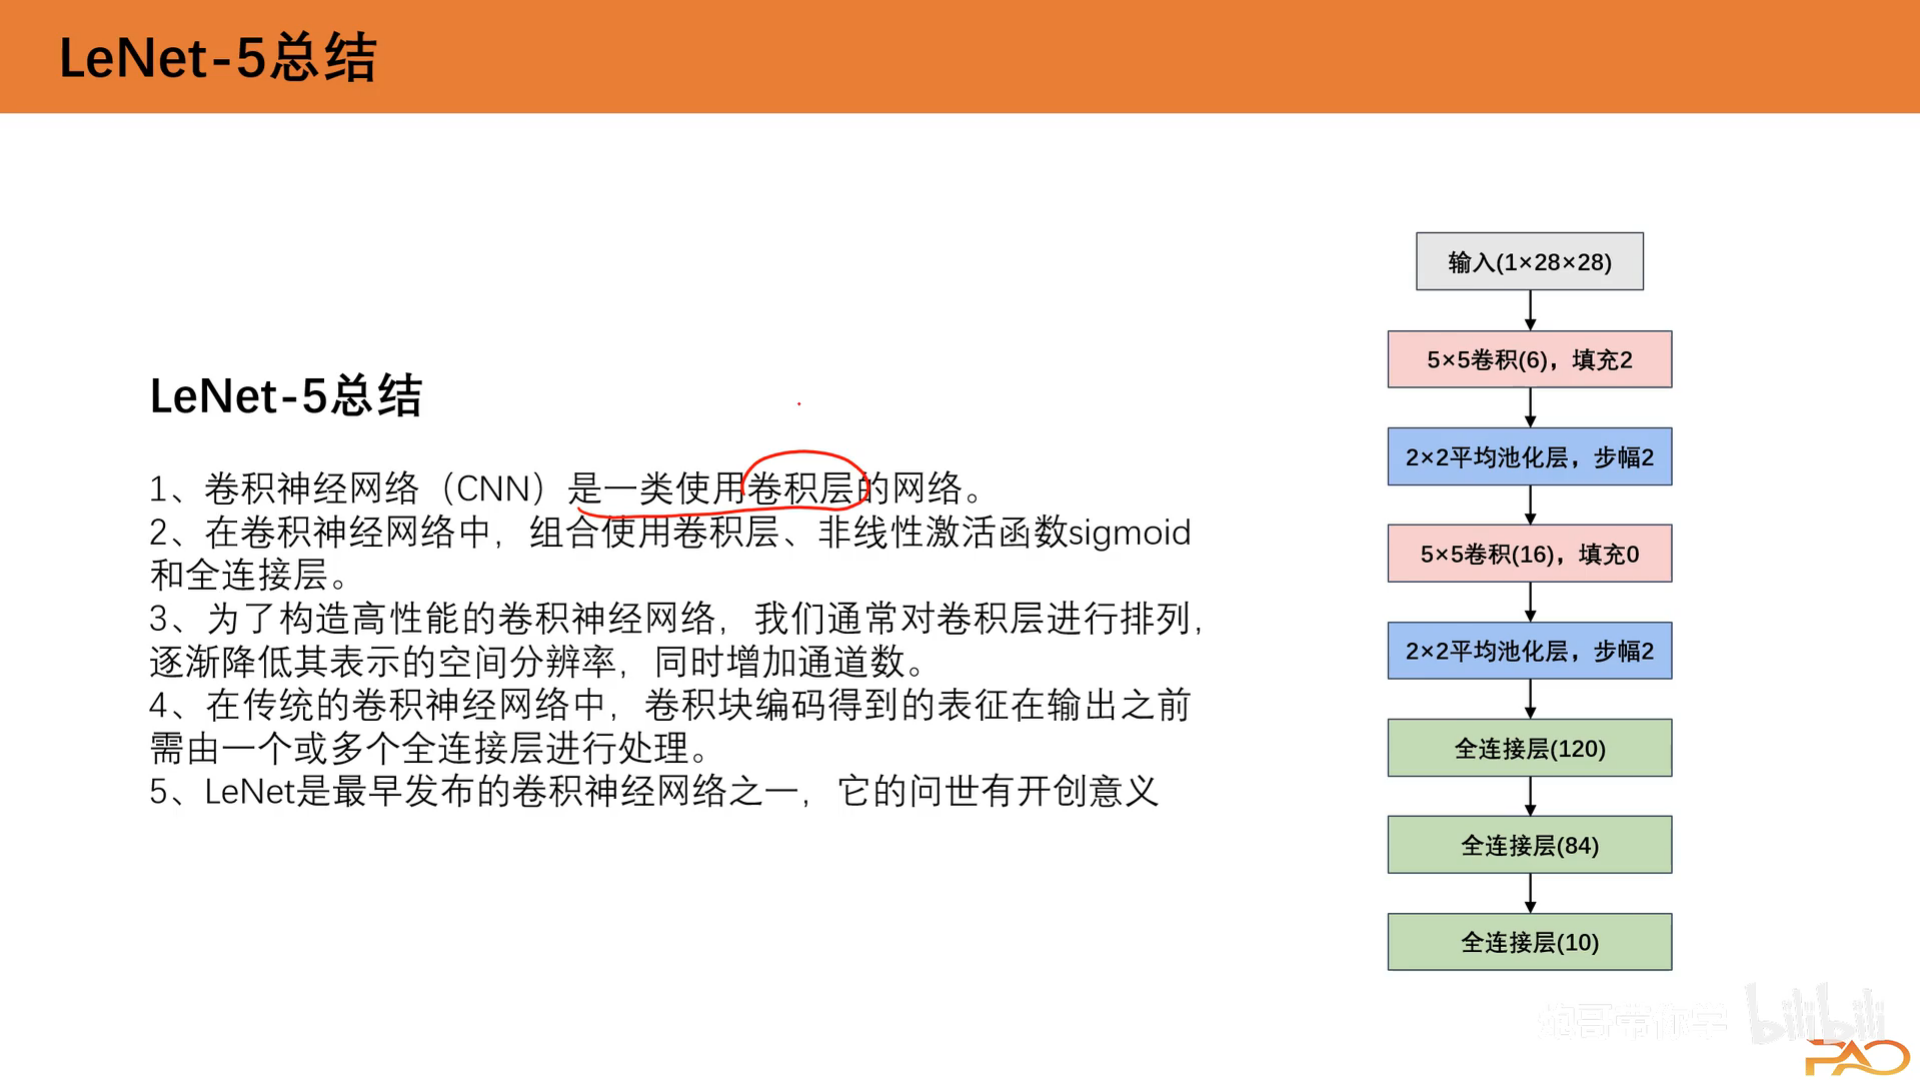 LeNet-5总结
LeNet-5总结
1、卷积神经网络（CNN）是一类使用卷积层的网络。
2、在卷积神经网络中，组合使用卷积层、非线性激活函数sigmoid
和全连接层。
3、为了构造高性能的卷积神经网络，我们通常对卷积层进行排列，
逐渐降低其表示的空间分辨率，同时增加通道数。
4、在传统的卷积神经网络中，卷积块编码得到的表征在输出之前
需由一个或多个全连接层进行处理。
5、LeNet是最早发布的卷积神经网络之一，它的问世有开创意义
输入(1×28×28)
5×5卷积(6)，填充2
2×2平均池化层，步幅2
5×5卷积(16)，填充0
2×2平均池化层，步幅2
全连接层(120)
全连接层(84)
全连接层(10)
炮哥带你学
bilibili
PAO